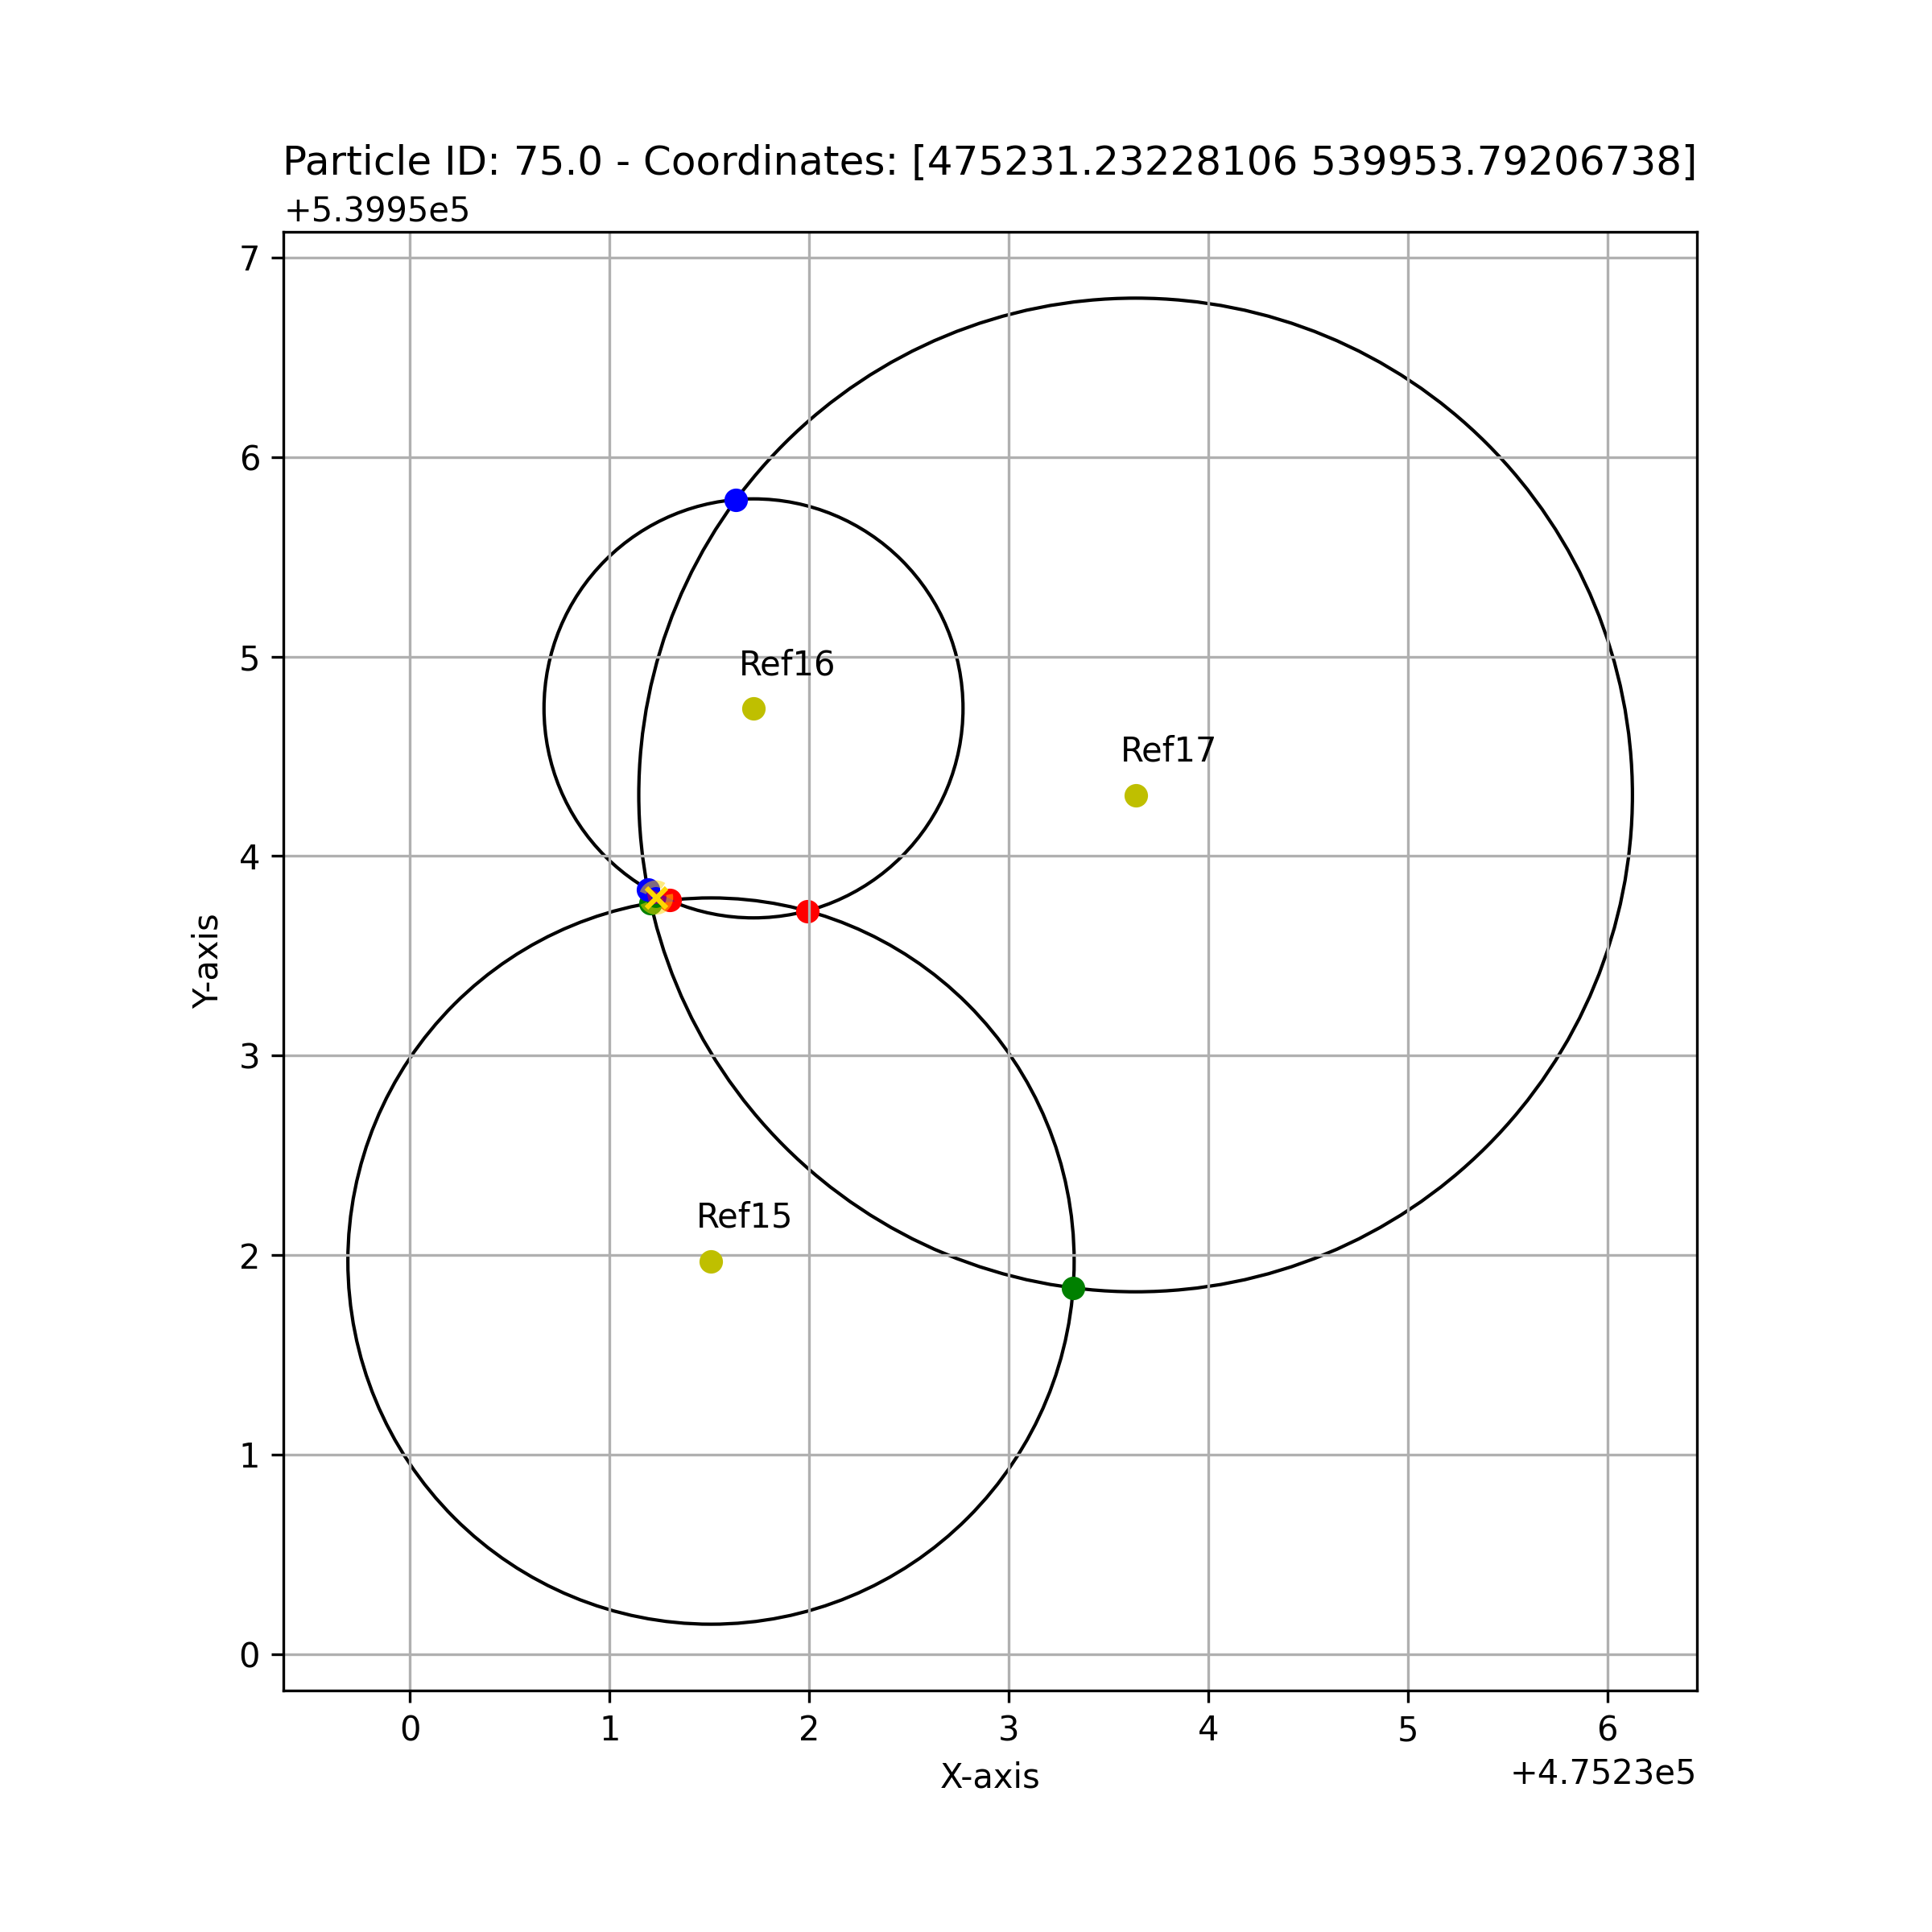 Particle ID: 75.0 - Coordinates: [475231.23228106 539953.79206738]
+5.3995e5
7
6
5
4
3
2
1
0
Y-axis
Ref16
Ref17
Ref15
0 1 2 3 4 5 6
X-axis
+4.7523e5